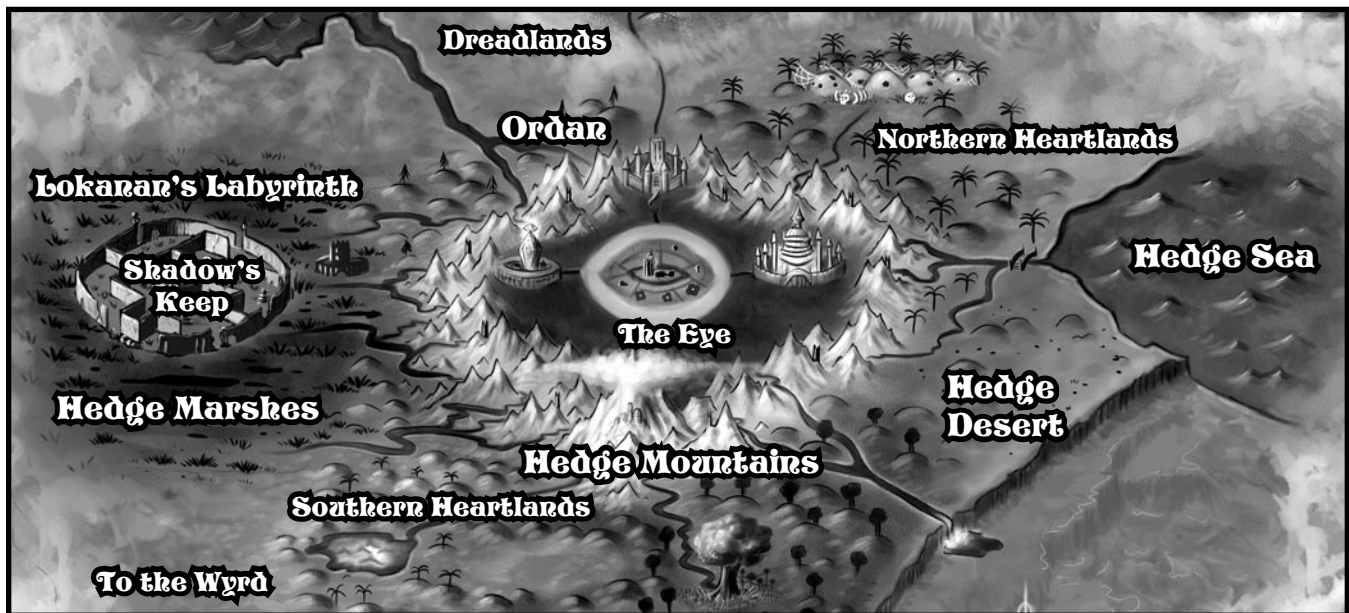 Dreadlands
Ordan
Northern Heartlands
Lokanan's Labyrinth
Shadow's
Keep
Hedge Sea
The Eye
Hedge Marshes
Hedge
Desert
Hedge Mountains
Southern Heartlands
To the Wyrd